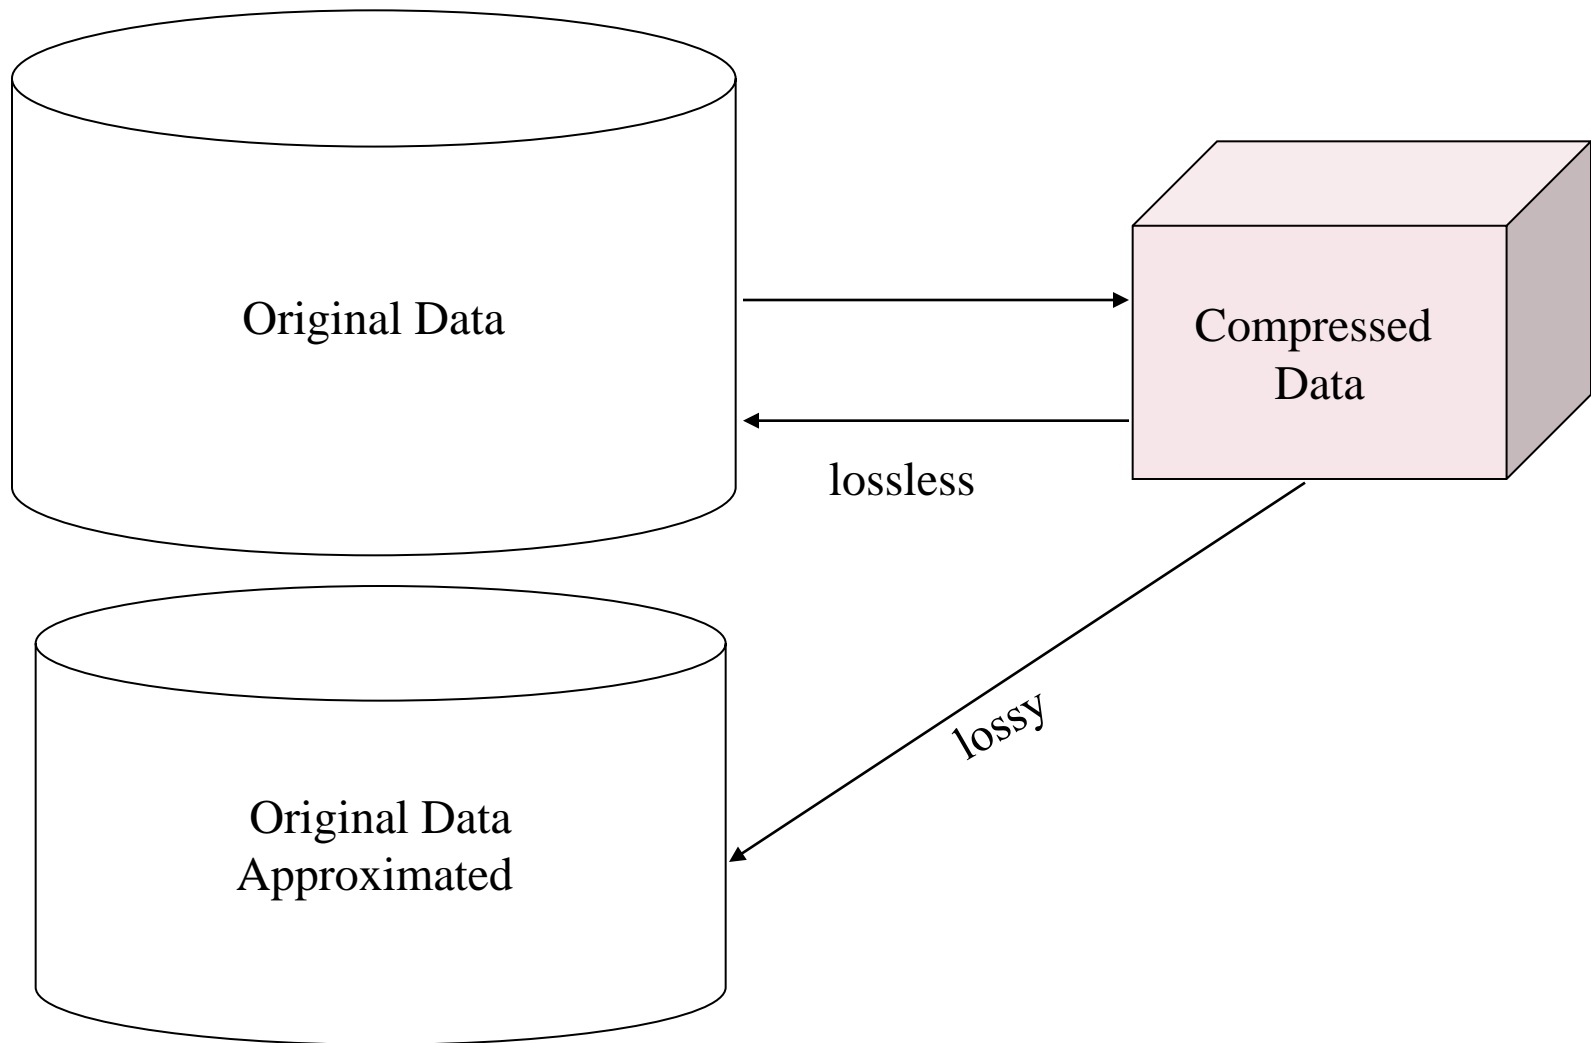 Original Data
Compressed
Data
lossless
lossy
Original Data
Approximated